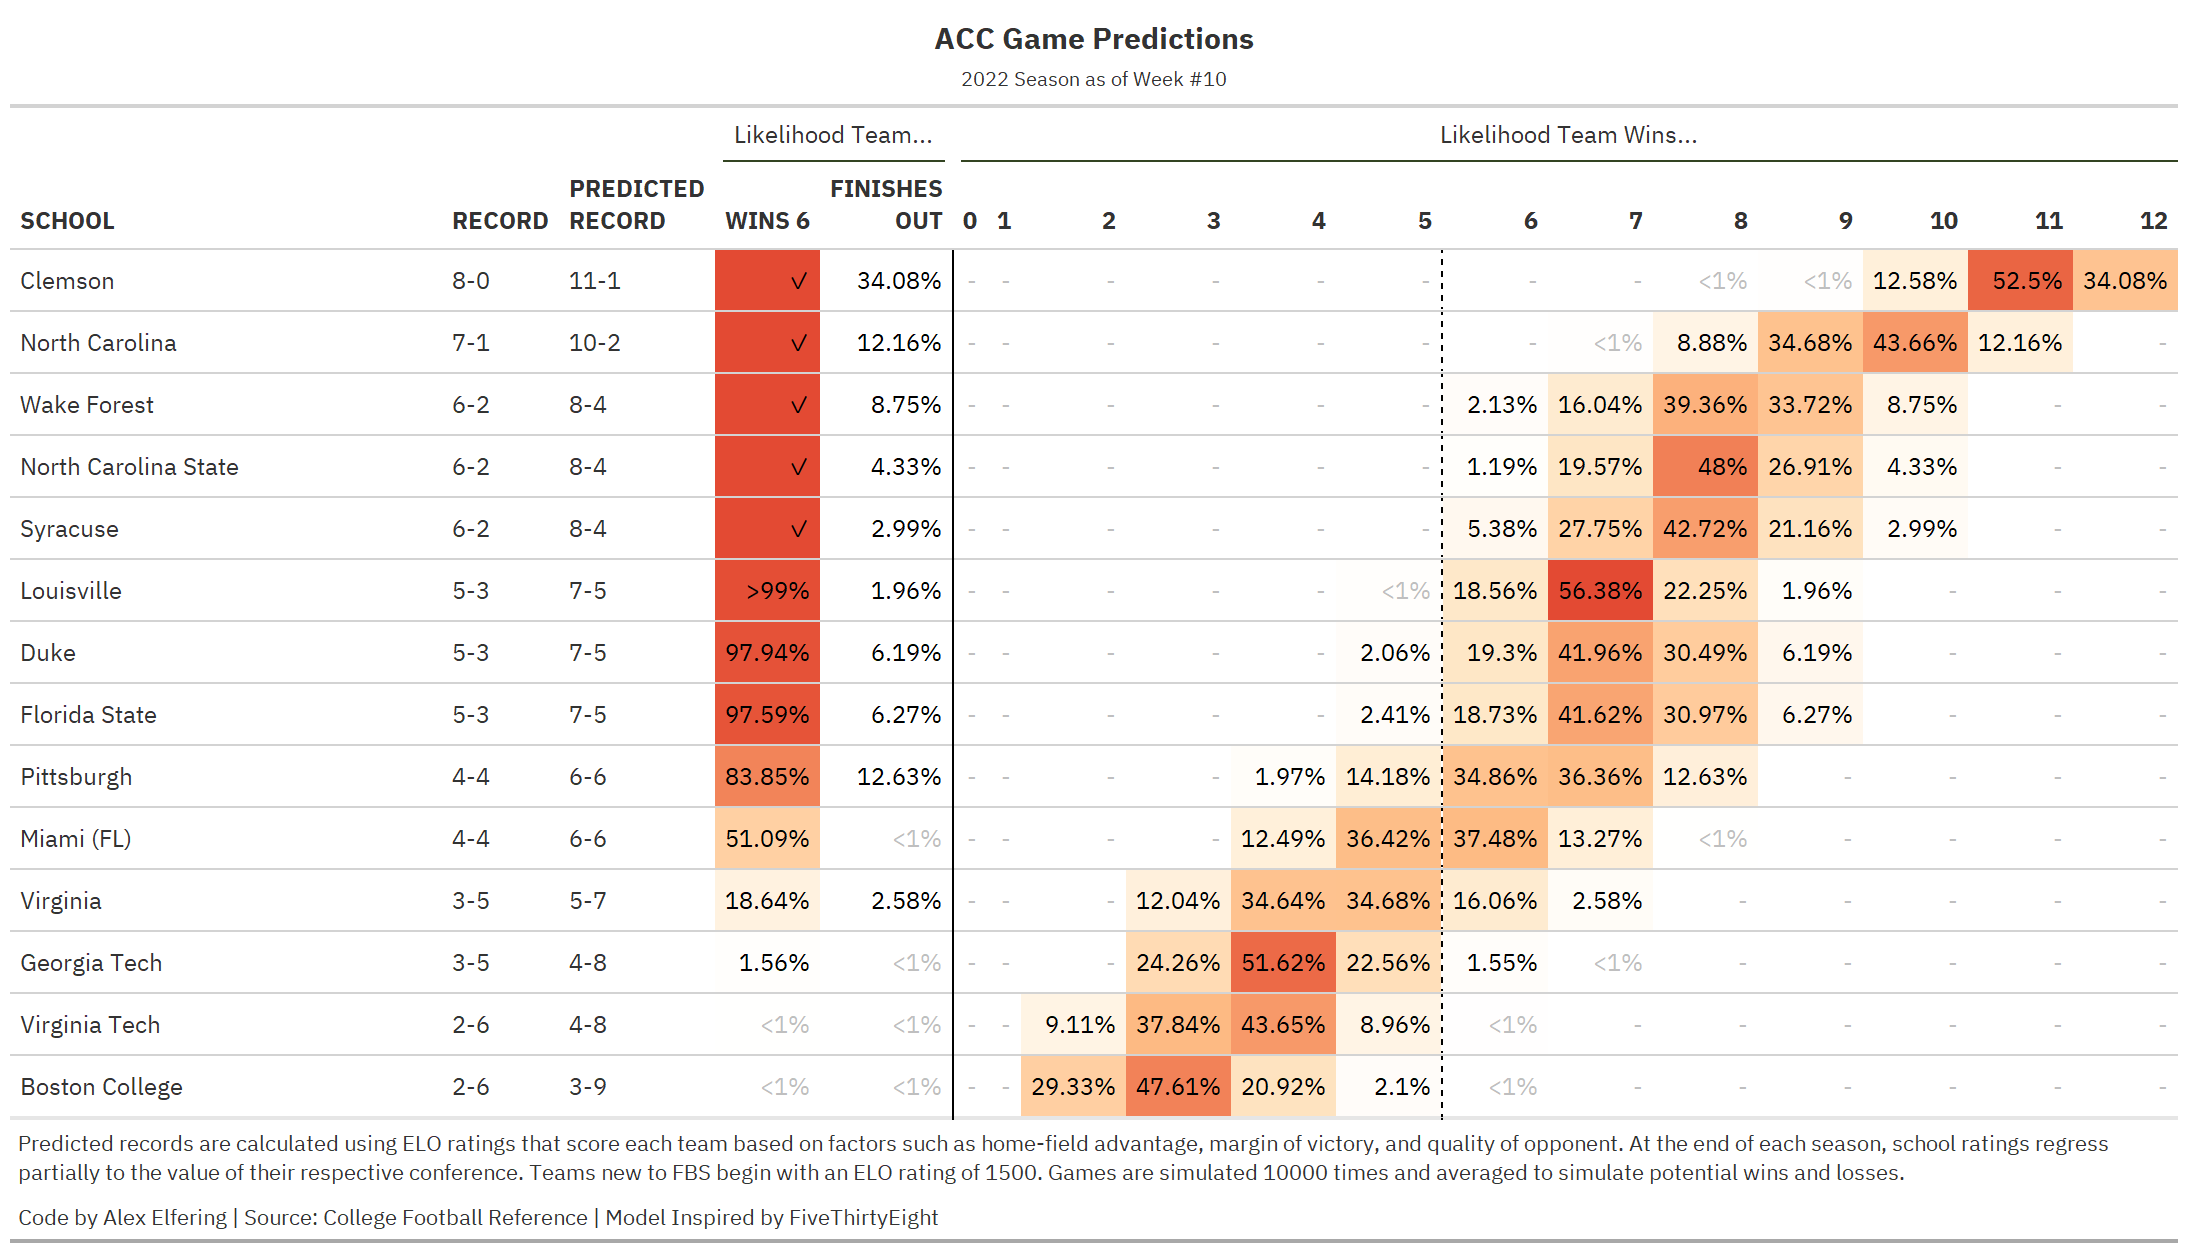 ACC Game Predictions
2022 Season as of Week #10
Likelihood Team... Likelihood Team Wins...
SCHOOL RECORD PREDICTED RECORD WINS 6 FINISHES OUT 0 1 2 3 4 5 6 7 8 9 10 11 12
Clemson 8-0 11-1 ✓ 34.08% - - - - - - - - <1% <1% 12.58% 52.5% 34.08%
North Carolina 7-1 10-2 ✓ 12.16% - - - - - - - <1% 8.88% 34.68% 43.66% 12.16% -
Wake Forest 6-2 8-4 ✓ 8.75% - - - - - - 2.13% 16.04% 39.36% 33.72% 8.75% - -
North Carolina State 6-2 8-4 ✓ 4.33% - - - - - - 1.19% 19.57% 48% 26.91% 4.33% - -
Syracuse 6-2 8-4 ✓ 2.99% - - - - - - 5.38% 27.75% 42.72% 21.16% 2.99% - -
Louisville 5-3 7-5 >99% 1.96% - - - - - <1% 18.56% 56.38% 22.25% 1.96% - - -
Duke 5-3 7-5 97.94% 6.19% - - - - - 2.06% 19.3% 41.96% 30.49% 6.19% - - -
Florida State 5-3 7-5 97.59% 6.27% - - - - - 2.41% 18.73% 41.62% 30.97% 6.27% - - -
Pittsburgh 4-4 6-6 83.85% 12.63% - - - - 1.97% 14.18% 34.86% 36.36% 12.63% - - - -
Miami (FL) 4-4 6-6 51.09% <1% - - - - 12.49% 36.42% 37.48% 13.27% <1% - - - -
Virginia 3-5 5-7 18.64% 2.58% - - - 12.04% 34.64% 34.68% 16.06% 2.58% - - - - -
Georgia Tech 3-5 4-8 1.56% <1% - - - 24.26% 51.62% 22.56% 1.55% <1% - - - - -
Virginia Tech 2-6 4-8 <1% <1% - - 9.11% 37.84% 43.65% 8.96% <1% - - - - - -
Boston College 2-6 3-9 <1% <1% - - 29.33% 47.61% 20.92% 2.1% <1% - - - - - -
Predicted records are calculated using ELO ratings that score each team based on factors such as home-field advantage, margin of victory, and quality of opponent. At the end of each season, school ratings regress
partially to the value of their respective conference. Teams new to FBS begin with an ELO rating of 1500. Games are simulated 10000 times and averaged to simulate potential wins and losses.
Code by Alex Elfering | Source: College Football Reference | Model Inspired by FiveThirtyEight